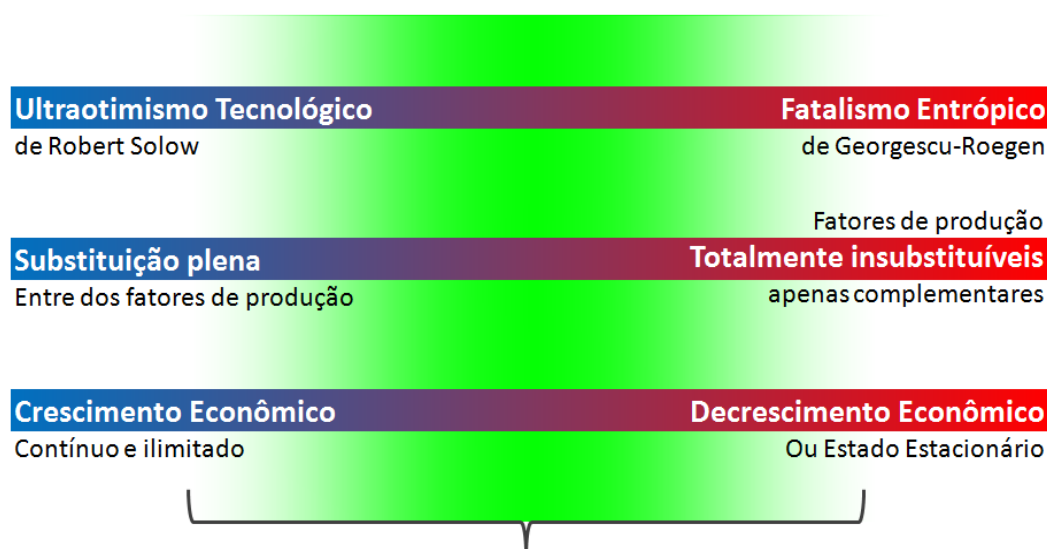 Ultraotimismo Tecnológico
Fatalismo Entrópico
de Robert Solow
de Georgescu-Roegen
Fatores de produção
Substituição plena
Totalmente insubstituíveis
Entre dos fatores de produção
apenas complementares
Crescimento Econômico
Decrescimento Econômico
Contínuo e ilimitado
Ou Estado Estacionário